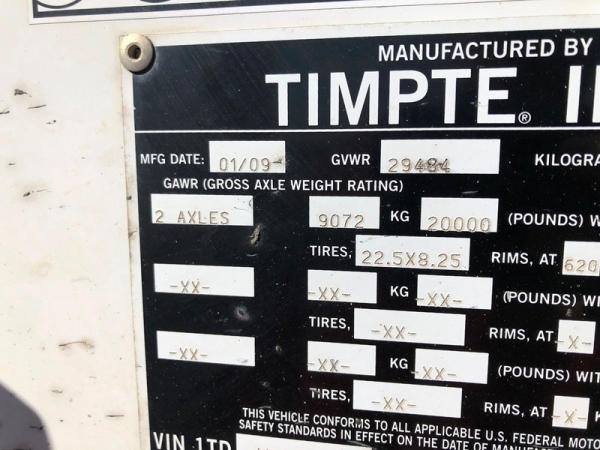 MANUFACTURED BY
TIMPTE® I
MFG DATE: 01/09 GVWR 29484 KILOGRA
GAWR (GROSS AXLE WEIGHT RATING)
2 AXLES 9072 KG 20000 (POUNDS) W
TIRES, 22.5X8.25 RIMS, AT 620
-XX- -XX- KG -XX- (POUNDS) WI
TIRES, -XX- RIMS, AT -X-
-XX- -XX- KG -XX- (POUNDS) WIT
TIRES, -XX- RIMS, AT -X- K
THIS VEHICLE CONFORMS TO ALL APPLICABLE U.S. FEDERAL MOTO
SAFETY STANDARDS IN EFFECT ON THE DATE OF MANUFACT
VIN 1TD